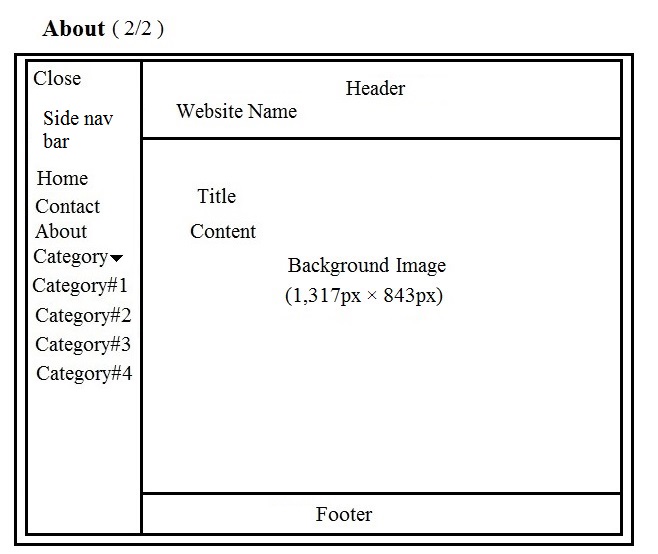 About ( 2/2 )
Close
Side nav
bar
Home
Contact
About
Category
Category#1
Category#2
Category#3
Category#4
Header
Website Name
Title
Content
Background Image
(1,317px × 843px)
Footer